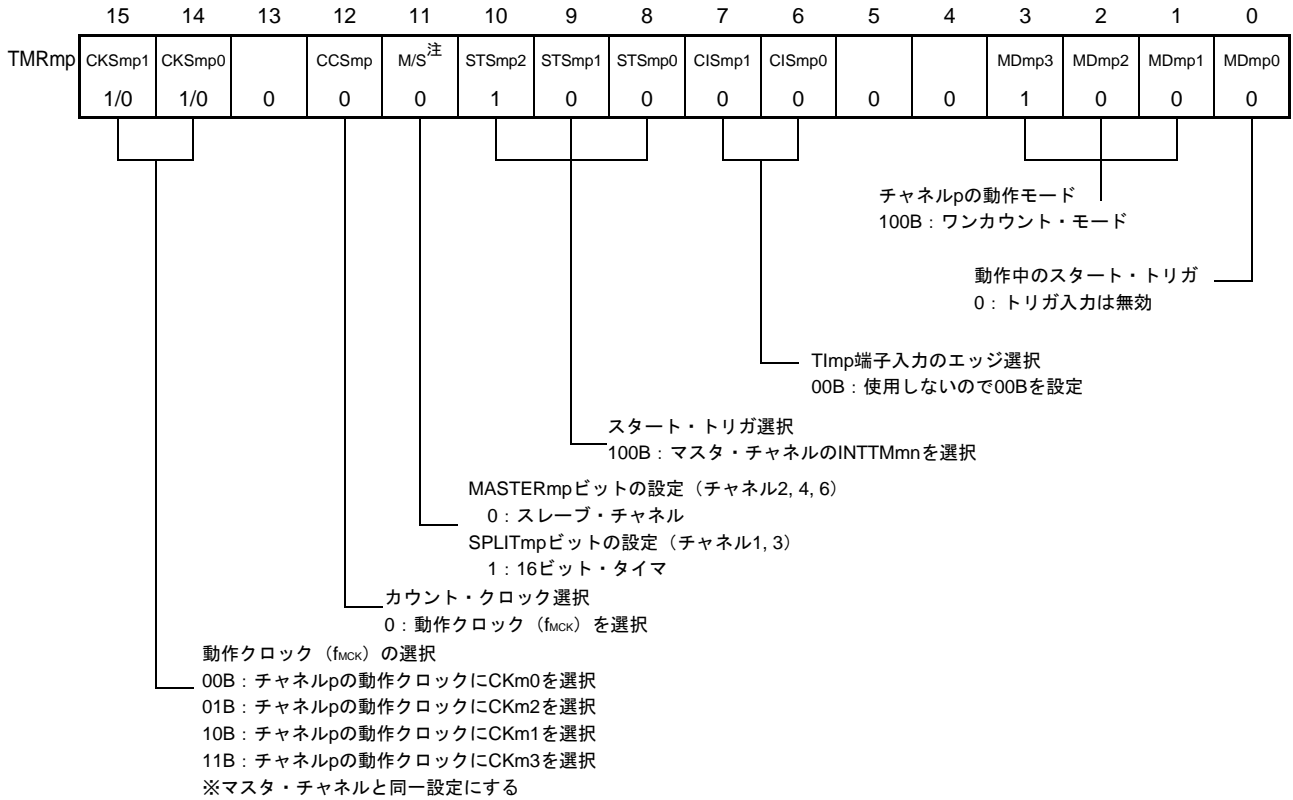 15 14 13 12 11 10 9 8 7 6 5 4 3 2 1 0
TMRmp CKSmp1 CKSmp0 CCSmp M/S注 STSmp2 STSmp1 STSmp0 CISmp1 CISmp0 MDmp3 MDmp2 MDmp1 MDmp0
1/0 1/0 0 0 0 1 0 0 0 0 0 0 1 0 0 0
チャネルpの動作モード
100B：ワンカウント・モード
動作中のスタート・トリガ
0：トリガ入力は無効
TImp端子入力のエッジ選択
00B：使用しないので00Bを設定
スタート・トリガ選択
100B：マスタ・チャネルのINTTMmnを選択
MASTERmpビットの設定（チャネル2, 4, 6）
0：スレーブ・チャネル
SPLITmpビットの設定（チャネル1, 3）
1：16ビット・タイマ
カウント・クロック選択
0：動作クロック（fMCK）を選択
動作クロック（fMCK）の選択
00B：チャネルpの動作クロックにCKm0を選択
01B：チャネルpの動作クロックにCKm2を選択
10B：チャネルpの動作クロックにCKm1を選択
11B：チャネルpの動作クロックにCKm3を選択
※マスタ・チャネルと同一設定にする